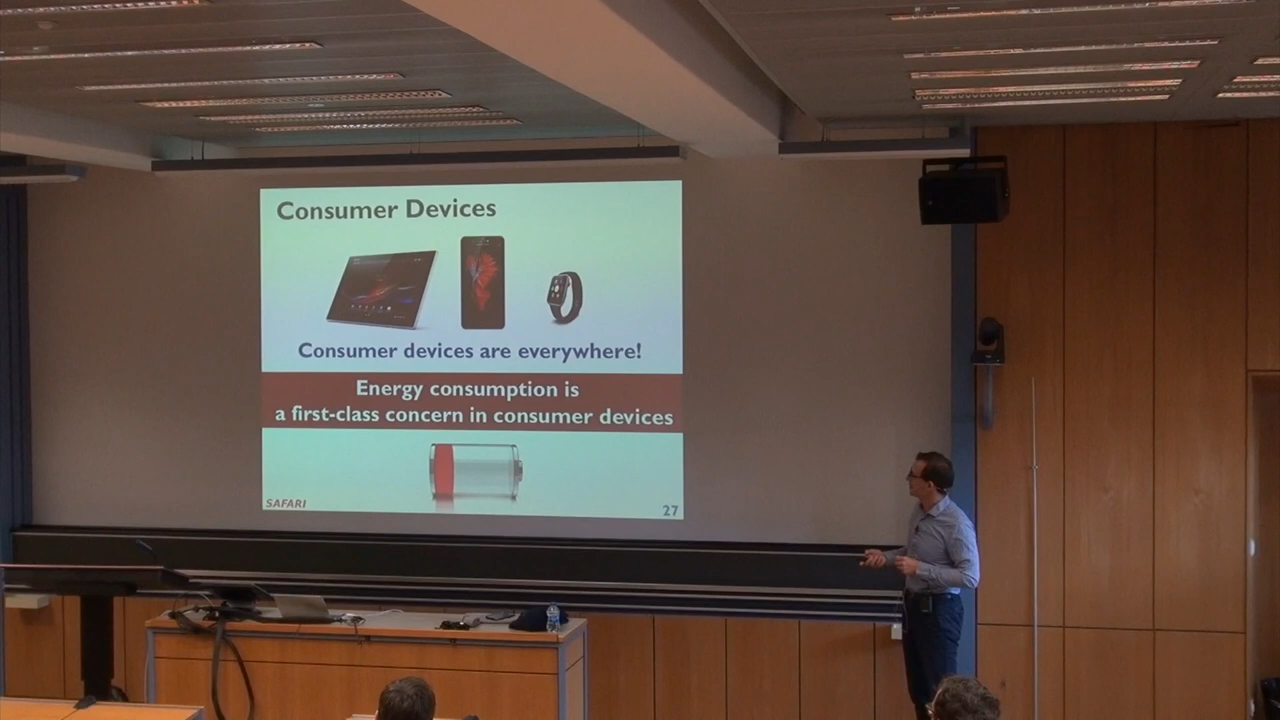 Consumer Devices
Consumer devices are everywhere!
Energy consumption is
a first-class concern in consumer devices
SAFARI
27